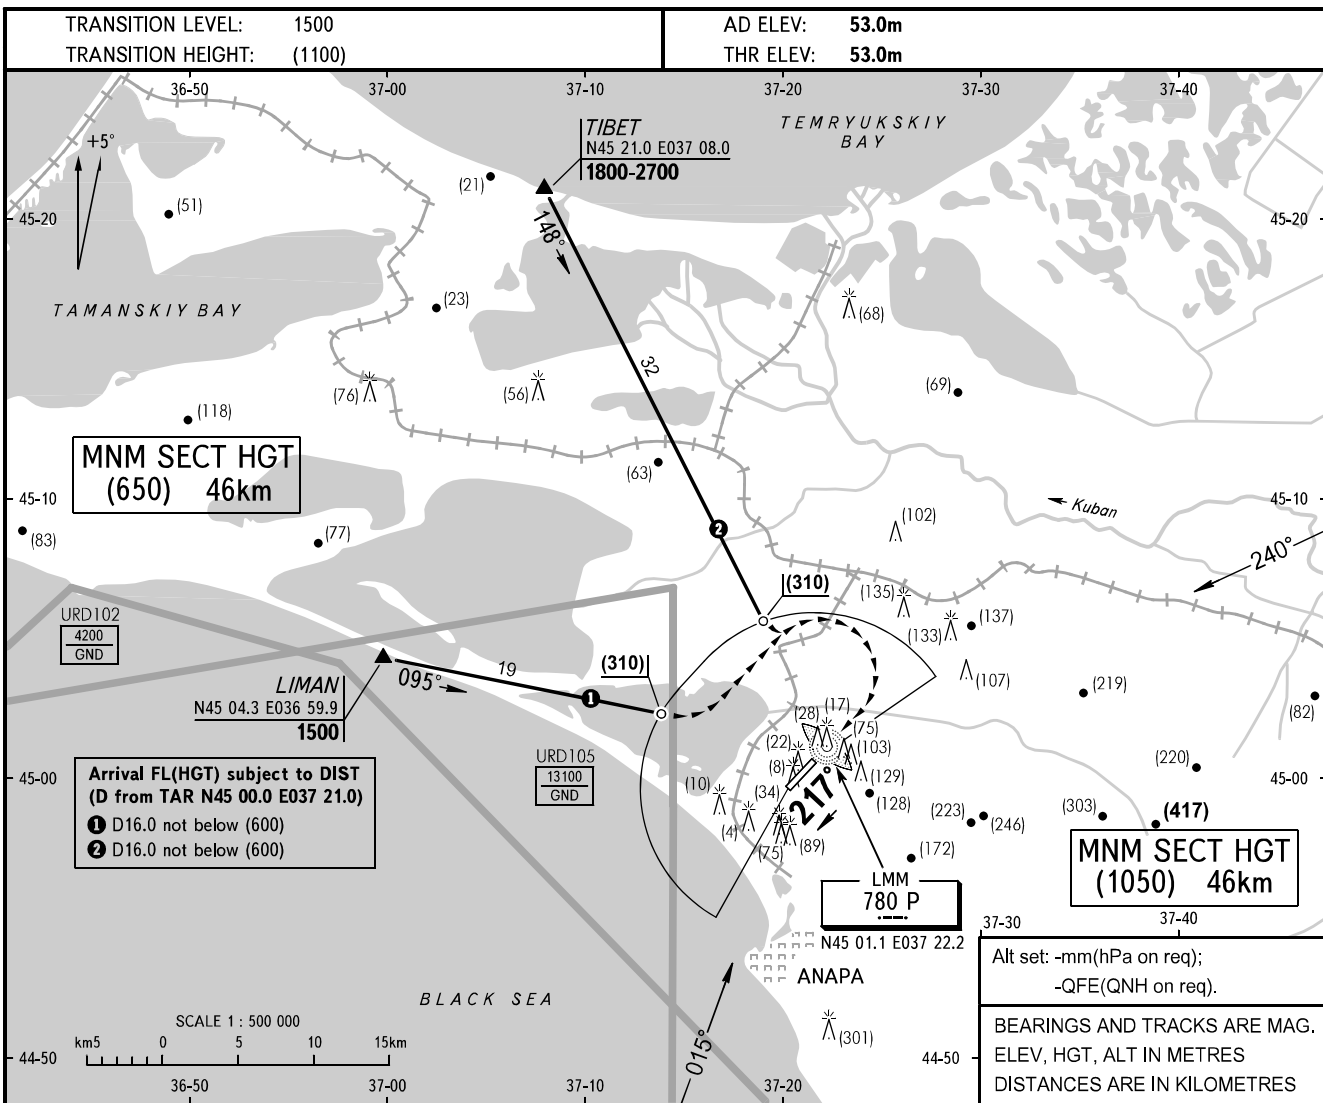 TRANSITION LEVEL: 1500
TRANSITION HEIGHT: (1100)
AD ELEV: 53.0m
THR ELEV: 53.0m
36-50 37-00 37-10 37-20 37-30 37-40
+5°
TIBET
N45 21.0 E037 08.0
1800-2700
TEMRYUKSKIY
BAY
(21)
(51)
45-20 45-20
148°
TAMANSKIY BAY
(23)
(68)
32
(76)
(56)
(69)
(118)
MNM SECT HGT
(650) 46km
(63)
45-10 45-10
Kuban
(102)
(83)
(77)
2
240°
(310)
(135)
URD102
4200
GND
(133)
(137)
(310)
19
095°
(107)
LIMAN
N45 04.3 E036 59.9
1500
1
(219)
(82)
(28)
(17)
(75)
(22)
(103)
URD105
13100
GND
(8)
(129)
(220)
45-00 45-00
Arrival FL(HGT) subject to DIST
(D from TAR N45 00.0 E037 21.0)
1 D16.0 not below (600)
2 D16.0 not below (600)
(10)
(34)
217°
(128)
(4)
(223)
(246)
(303)
(417)
(75)
(89)
(172)
MNM SECT HGT
(1050) 46km
LMM
780 P
N45 01.1 E037 22.2
37-30 37-40
ANAPA
Alt set: -mm(hPa on req);
-QFE(QNH on req).
BLACK SEA
SCALE 1 : 500 000
km5 0 5 10 15km
(301)
015°
BEARINGS AND TRACKS ARE MAG.
ELEV, HGT, ALT IN METRES
DISTANCES ARE IN KILOMETRES
44-50 44-50
36-50 37-00 37-10 37-20